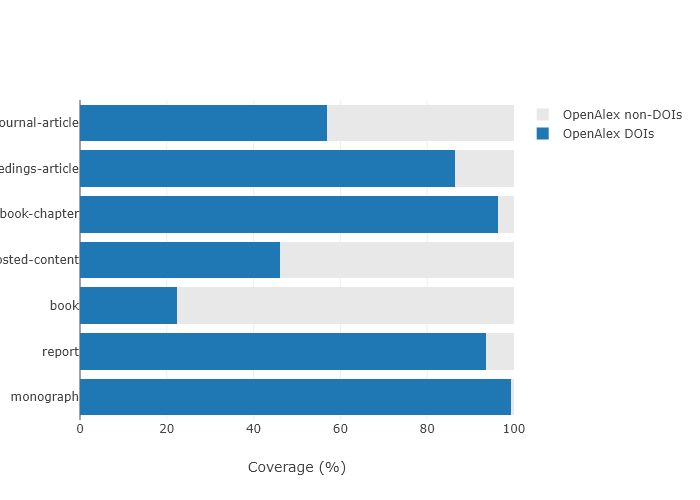 OpenAlex non-DOIs
OpenAlex DOIs
ournal-article
edings-article
book-chapter
osted-content
book
report
monograph
0 20 40 60 80 100
Coverage (%)